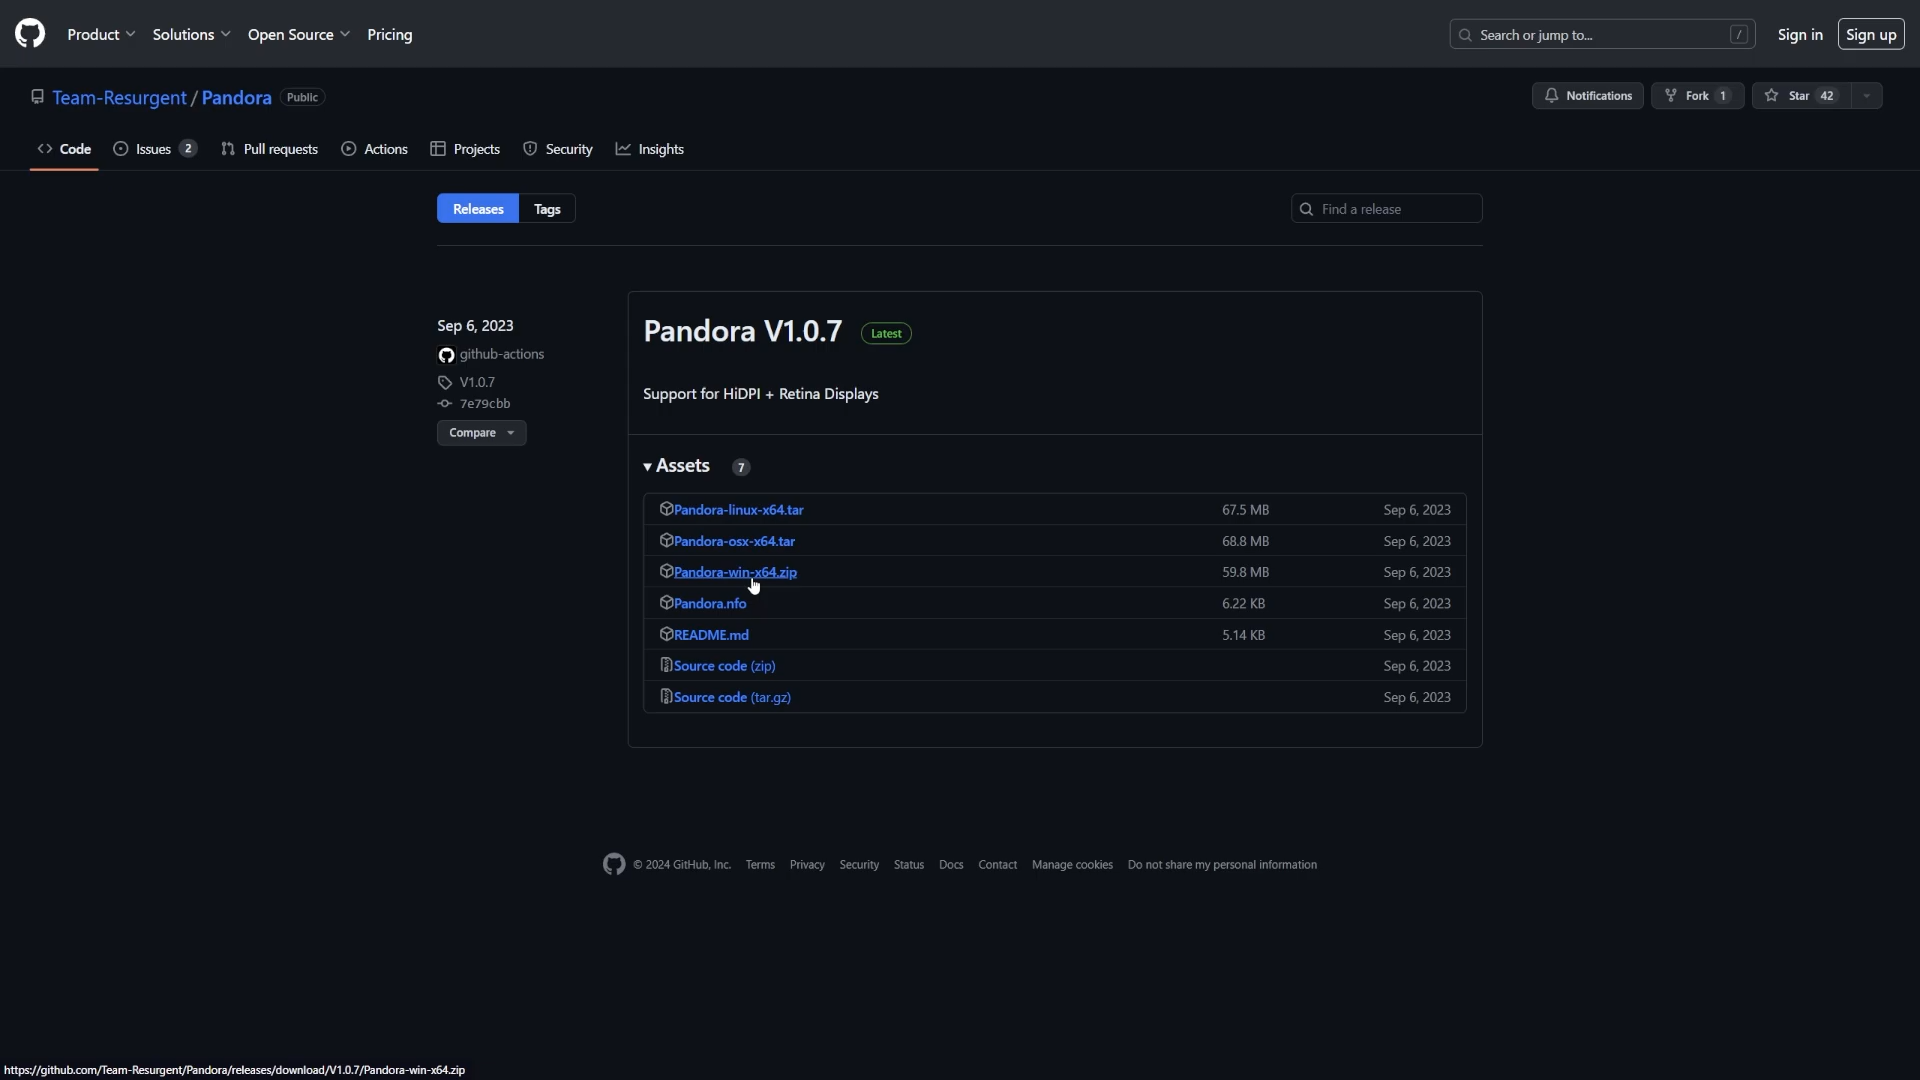 Product Solutions Open Source Pricing Search or jump to... / Sign in Sign up
Team-Resurgent / Pandora Public Notifications Fork 1 Star 42
Code Issues 2 Pull requests Actions Projects Security Insights
Releases Tags Find a release
Sep 6, 2023
github-actions
V1.0.7
7e79cbb
Compare
Pandora V1.0.7 Latest
Support for HiDPI + Retina Displays
Assets 7
Pandora-linux-x64.tar 67.5 MB Sep 6, 2023
Pandora-osx-x64.tar 68.8 MB Sep 6, 2023
Pandora-win-x64.zip 59.8 MB Sep 6, 2023
Pandora.nfo 6.22 KB Sep 6, 2023
README.md 5.14 KB Sep 6, 2023
Source code (zip) Sep 6, 2023
Source code (tar.gz) Sep 6, 2023
© 2024 GitHub, Inc. Terms Privacy Security Status Docs Contact Manage cookies Do not share my personal information
https://github.com/Team-Resurgent/Pandora/releases/download/V1.0.7/Pandora-win-x64.zip